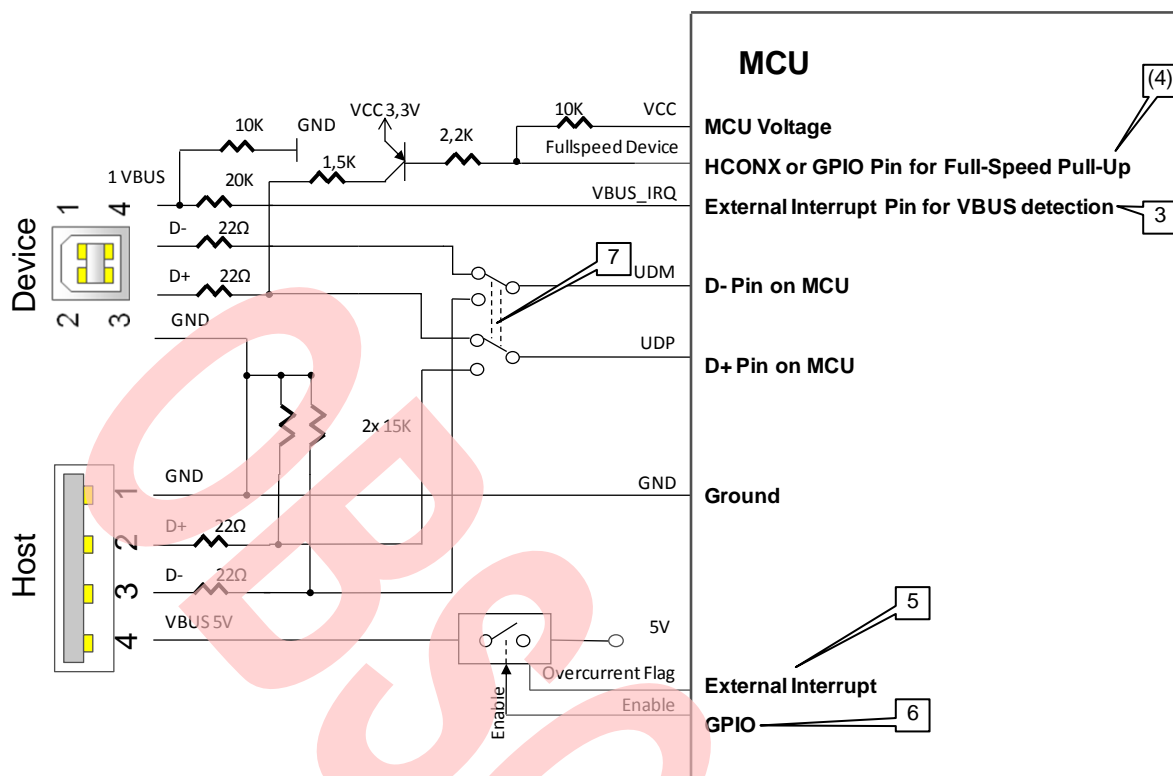 MCU
(4)
VCC 3,3V
10K
VCC
MCU Voltage
10K
GND
2,2K
Fullspeed Device
HCONX or GPIO Pin for Full-Speed Pull-Up
1,5K
1 VBUS
20K
VBUS_IRQ
External Interrupt Pin for VBUS detection
3
Device
1
4
2
3
D-
22Ω
7
UDM
D- Pin on MCU
D+
22Ω
GND
UDP
D+ Pin on MCU
2x 15K
Host
1
2
3
4
GND
GND
Ground
D+
22Ω
D-
22Ω
5
VBUS 5V
5V
Overcurrent Flag
External Interrupt
Enable
Enable
GPIO
6
OBSO